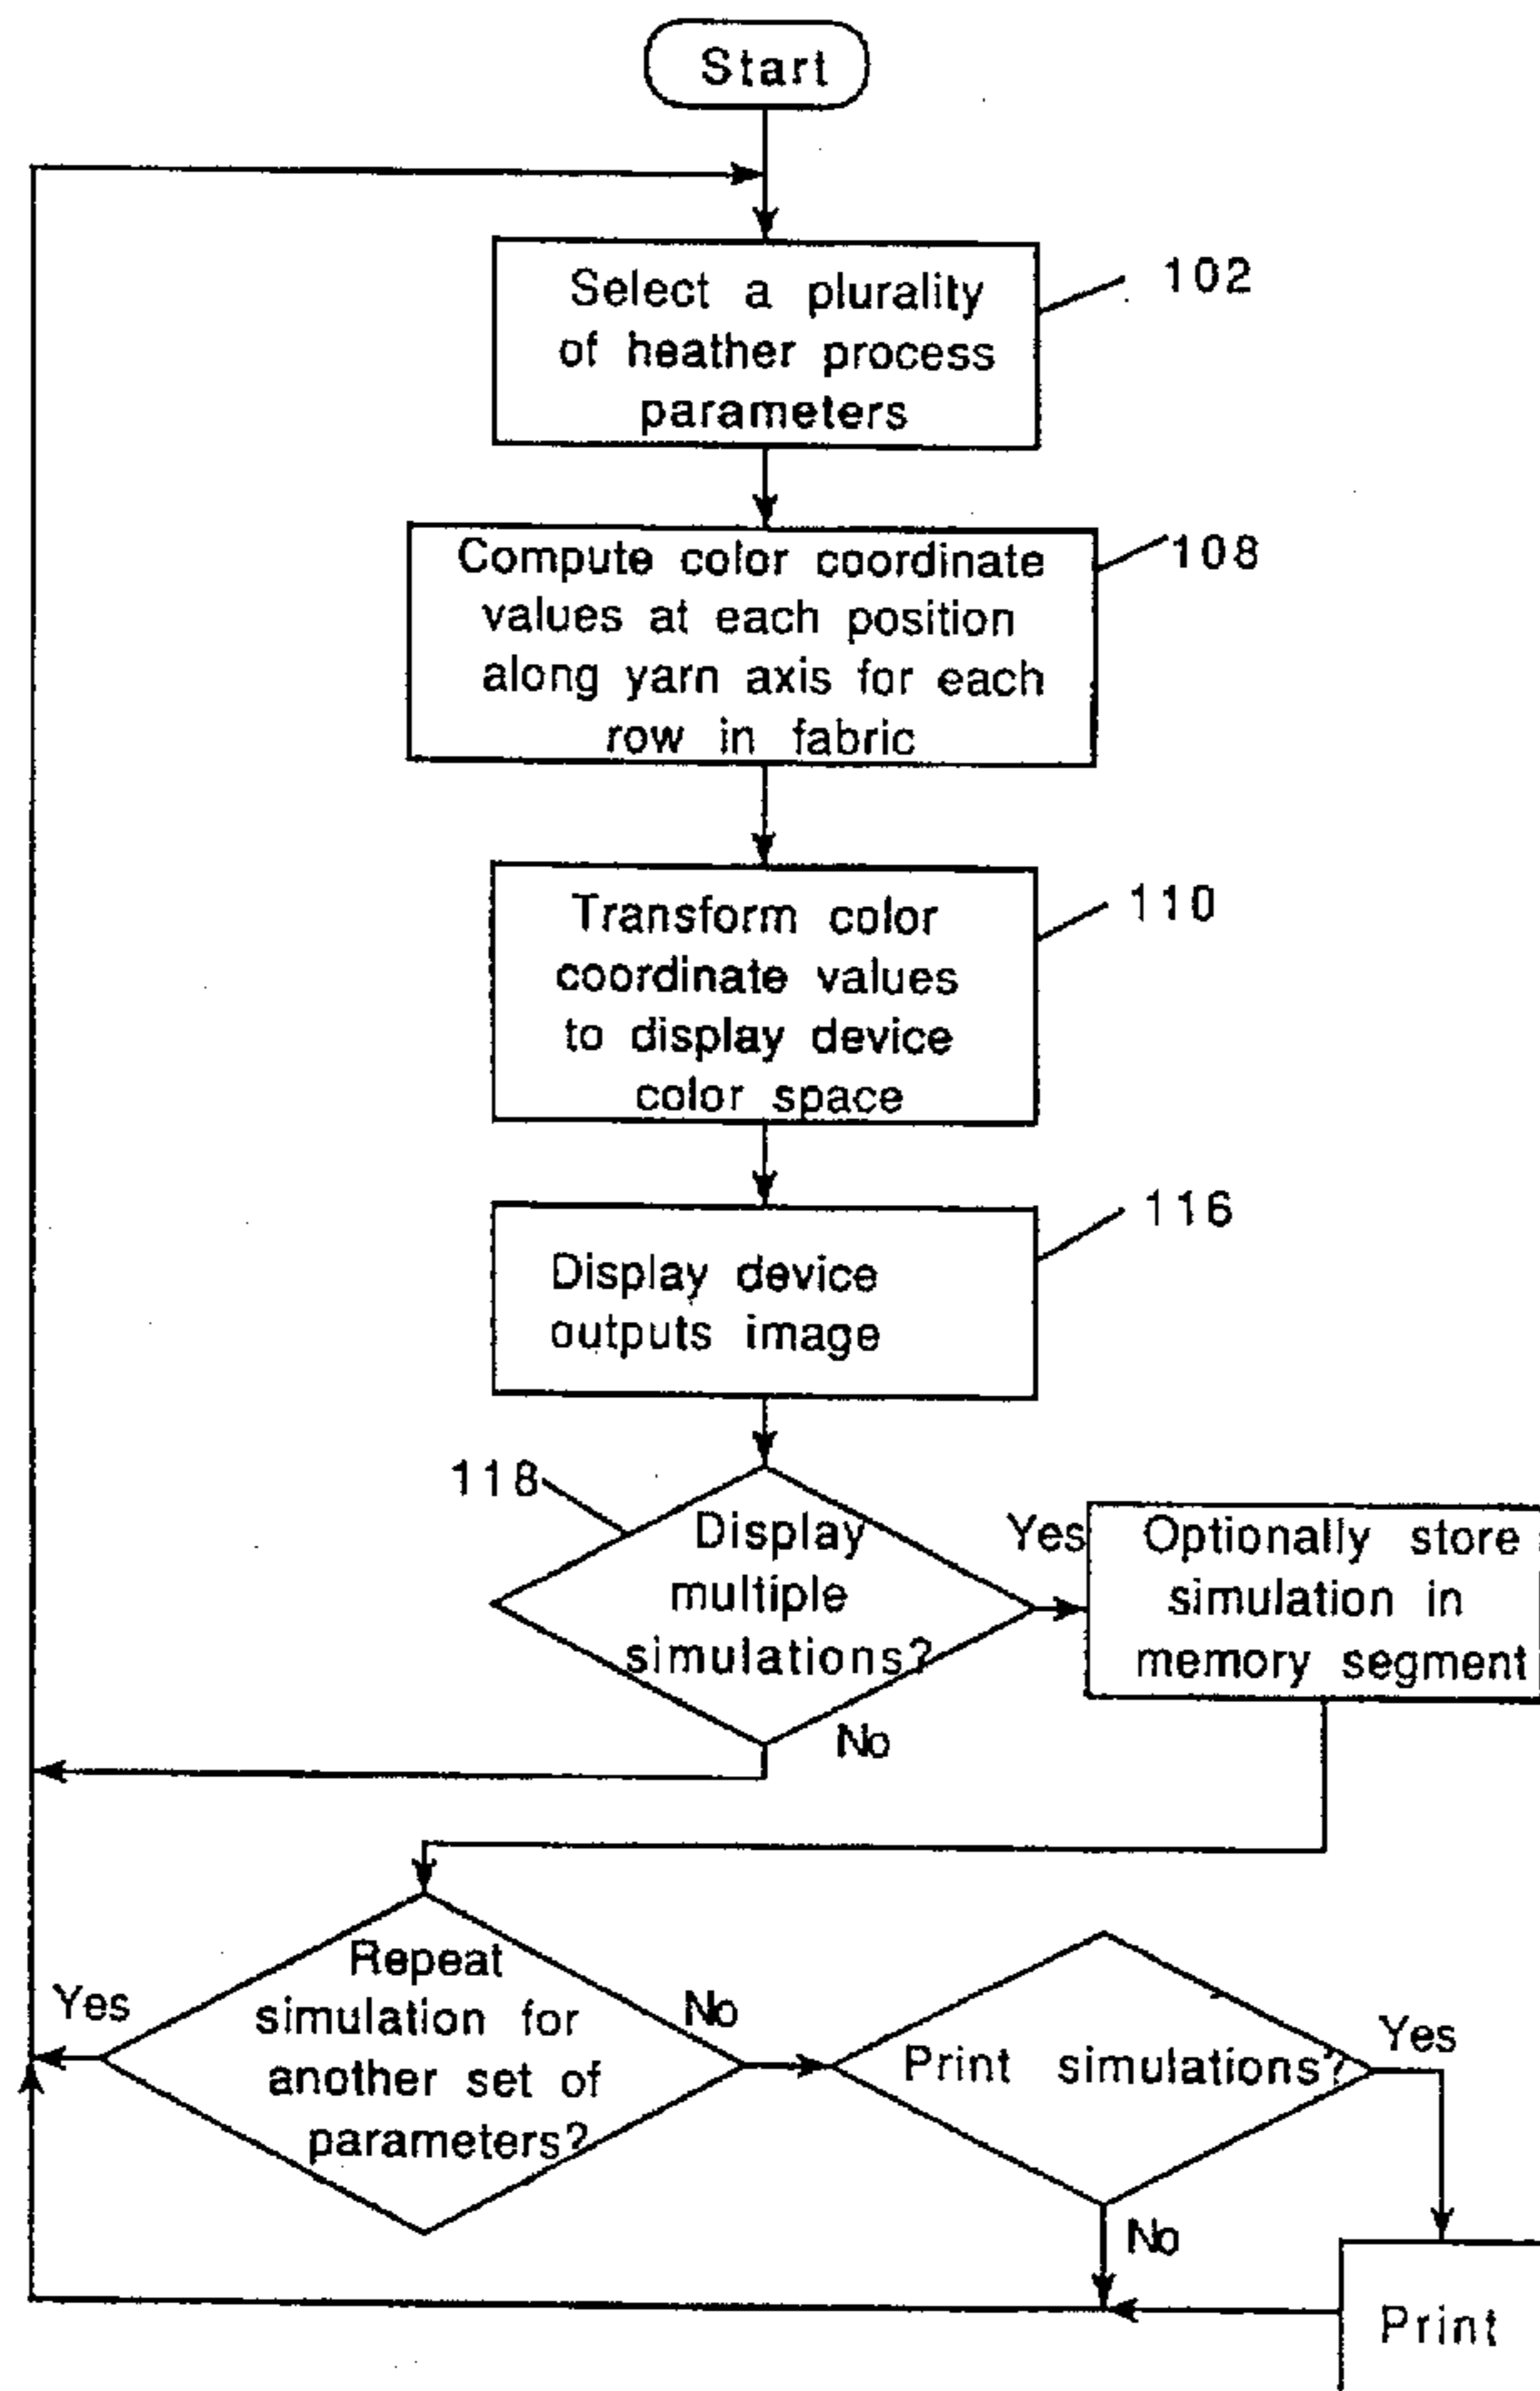 Start
Select a plurality
of heather process
parameters
102
Compute color coordinate
values at each position
along yarn axis for each
row in fabric
108
Transform color
coordinate values
to display device
color space
110
Display device
outputs image
116
118
Display
multiple
simulations?
Yes
No
Optionally store
simulation in
memory segment
Repeat
simulation for
another set of
parameters?
Yes
No
Print simulations?
Yes
No
Print